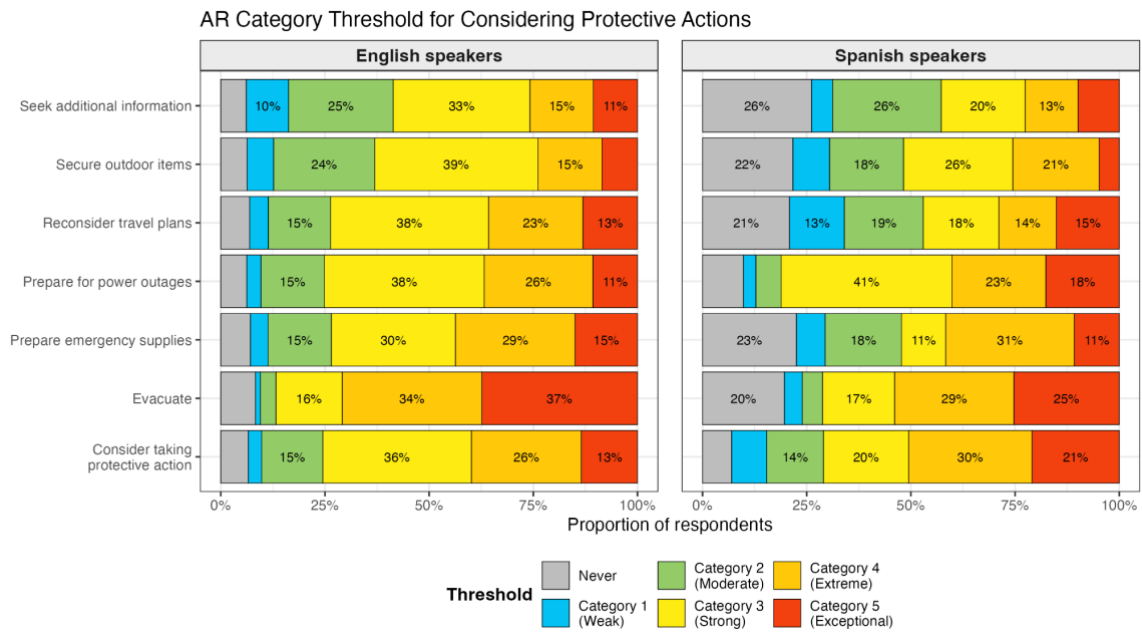 AR Category Threshold for Considering Protective Actions
English speakers
Spanish speakers
Seek additional information
10% 25% 33% 15% 11%
26% 26% 20% 13%
Secure outdoor items
24% 39% 15%
22% 18% 26% 21%
Reconsider travel plans
15% 38% 23% 13%
21% 13% 19% 18% 14% 15%
Prepare for power outages
15% 38% 26% 11%
41% 23% 18%
Prepare emergency supplies
15% 30% 29% 15%
23% 18% 11% 31% 11%
Evacuate
16% 34% 37%
20% 17% 29% 25%
Consider taking
protective action
15% 36% 26% 13%
14% 20% 30% 21%
0% 25% 50% 75% 100%
0% 25% 50% 75% 100%
Proportion of respondents
Threshold
Never
Category 1
(Weak)
Category 2
(Moderate)
Category 3
(Strong)
Category 4
(Extreme)
Category 5
(Exceptional)